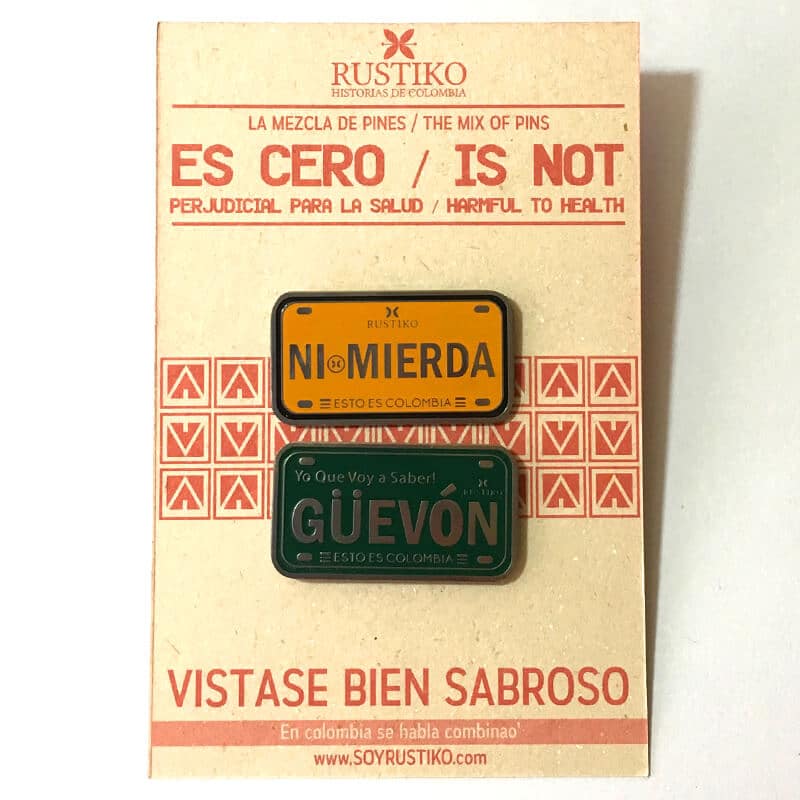 RUSTIKO
HISTORIAS DE COLOMBIA
LA MEZCLA DE PINES / THE MIX OF PINS
ES CERO / IS NOT
PERJUDICIAL PARA LA SALUD / HARMFUL TO HEALTH
RUSTIKO
NI MIERDA
ESTO ES COLOMBIA
Yo Que Voy a Saber!
RUSTIKO
GÜEVÓN
ESTO ES COLOMBIA
VISTASE BIEN SABROSO
En colombia se habla combinao'
www.SOYRUSTIKO.com